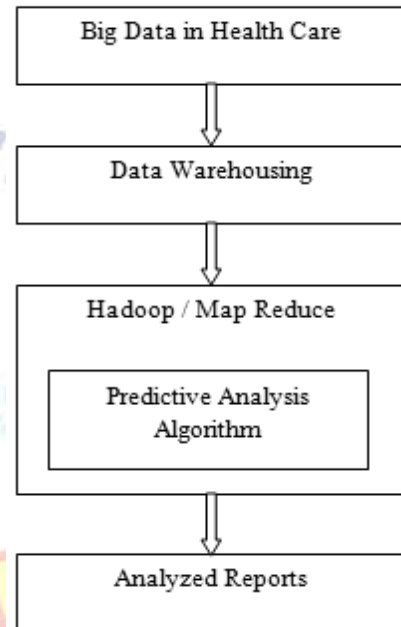 Big Data in Health Care
Data Warehousing
Hadoop / Map Reduce
Predictive Analysis
Algorithm
Analyzed Reports